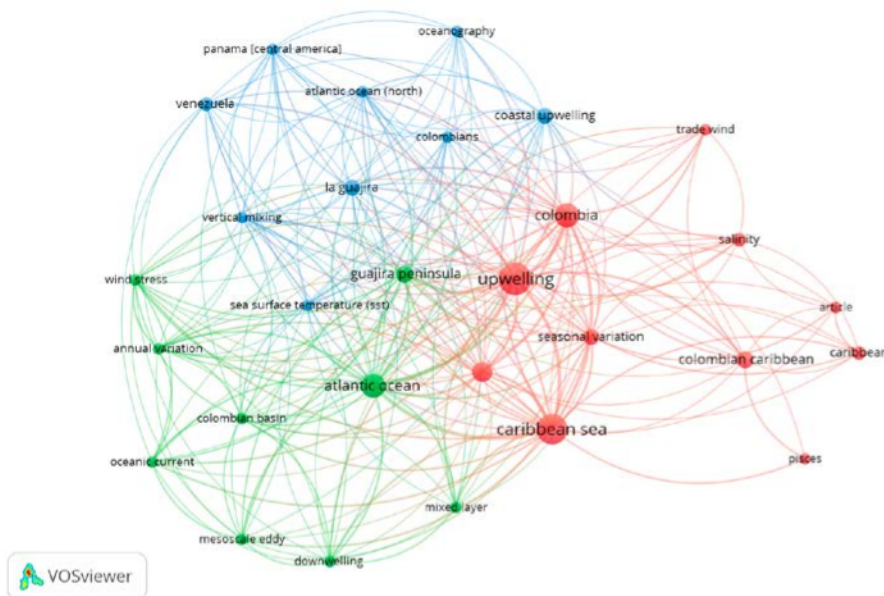 oceanography
panama [central america]
atlantic ocean (north)
venezuela
coastal upwelling
trade wind
colombians
la guajira
vertical mixing
colombia
salinity
guajira peninsula
upwelling
wind stress
sea surface temperature (sst)
article
seasonal variation
annual variation
colombian caribbean
caribbean
atlantic ocean
colombian basin
caribbean sea
oceanic current
pisces
mixed layer
mesoscale eddy
downwelling
VOSviewer